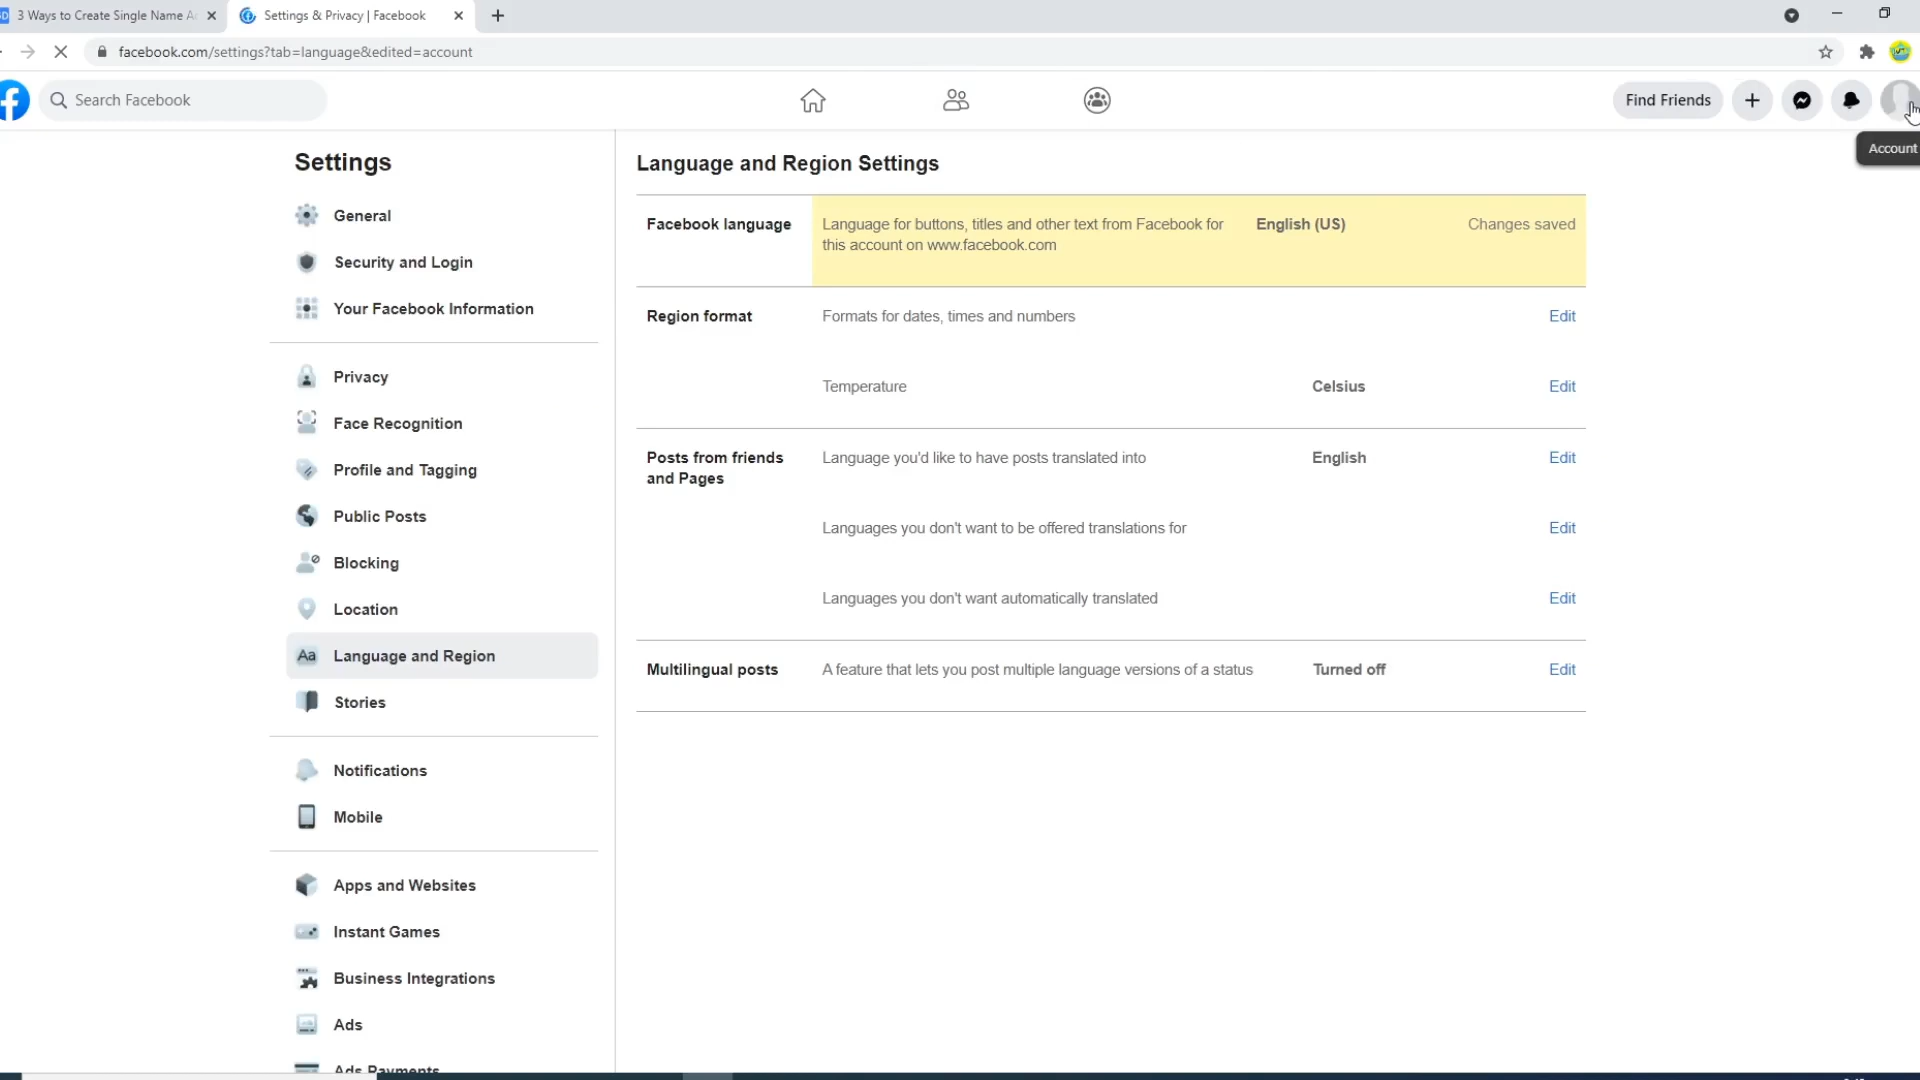 3 Ways to Create Single Name A
Settings & Privacy | Facebook
facebook.com/settings?tab=language&edited=account
Search Facebook
Find Friends
Account
Settings
General
Security and Login
Your Facebook Information
Privacy
Face Recognition
Profile and Tagging
Public Posts
Blocking
Location
Aa Language and Region
Stories
Notifications
Mobile
Apps and Websites
Instant Games
Business Integrations
Ads
Ads Payments
Language and Region Settings
Facebook language
Language for buttons, titles and other text from Facebook for
this account on www.facebook.com
English (US)
Changes saved
Region format
Formats for dates, times and numbers
Edit
Temperature
Celsius
Edit
Posts from friends
and Pages
Language you'd like to have posts translated into
English
Edit
Languages you don't want to be offered translations for
Edit
Languages you don't want automatically translated
Edit
Multilingual posts
A feature that lets you post multiple language versions of a status
Turned off
Edit